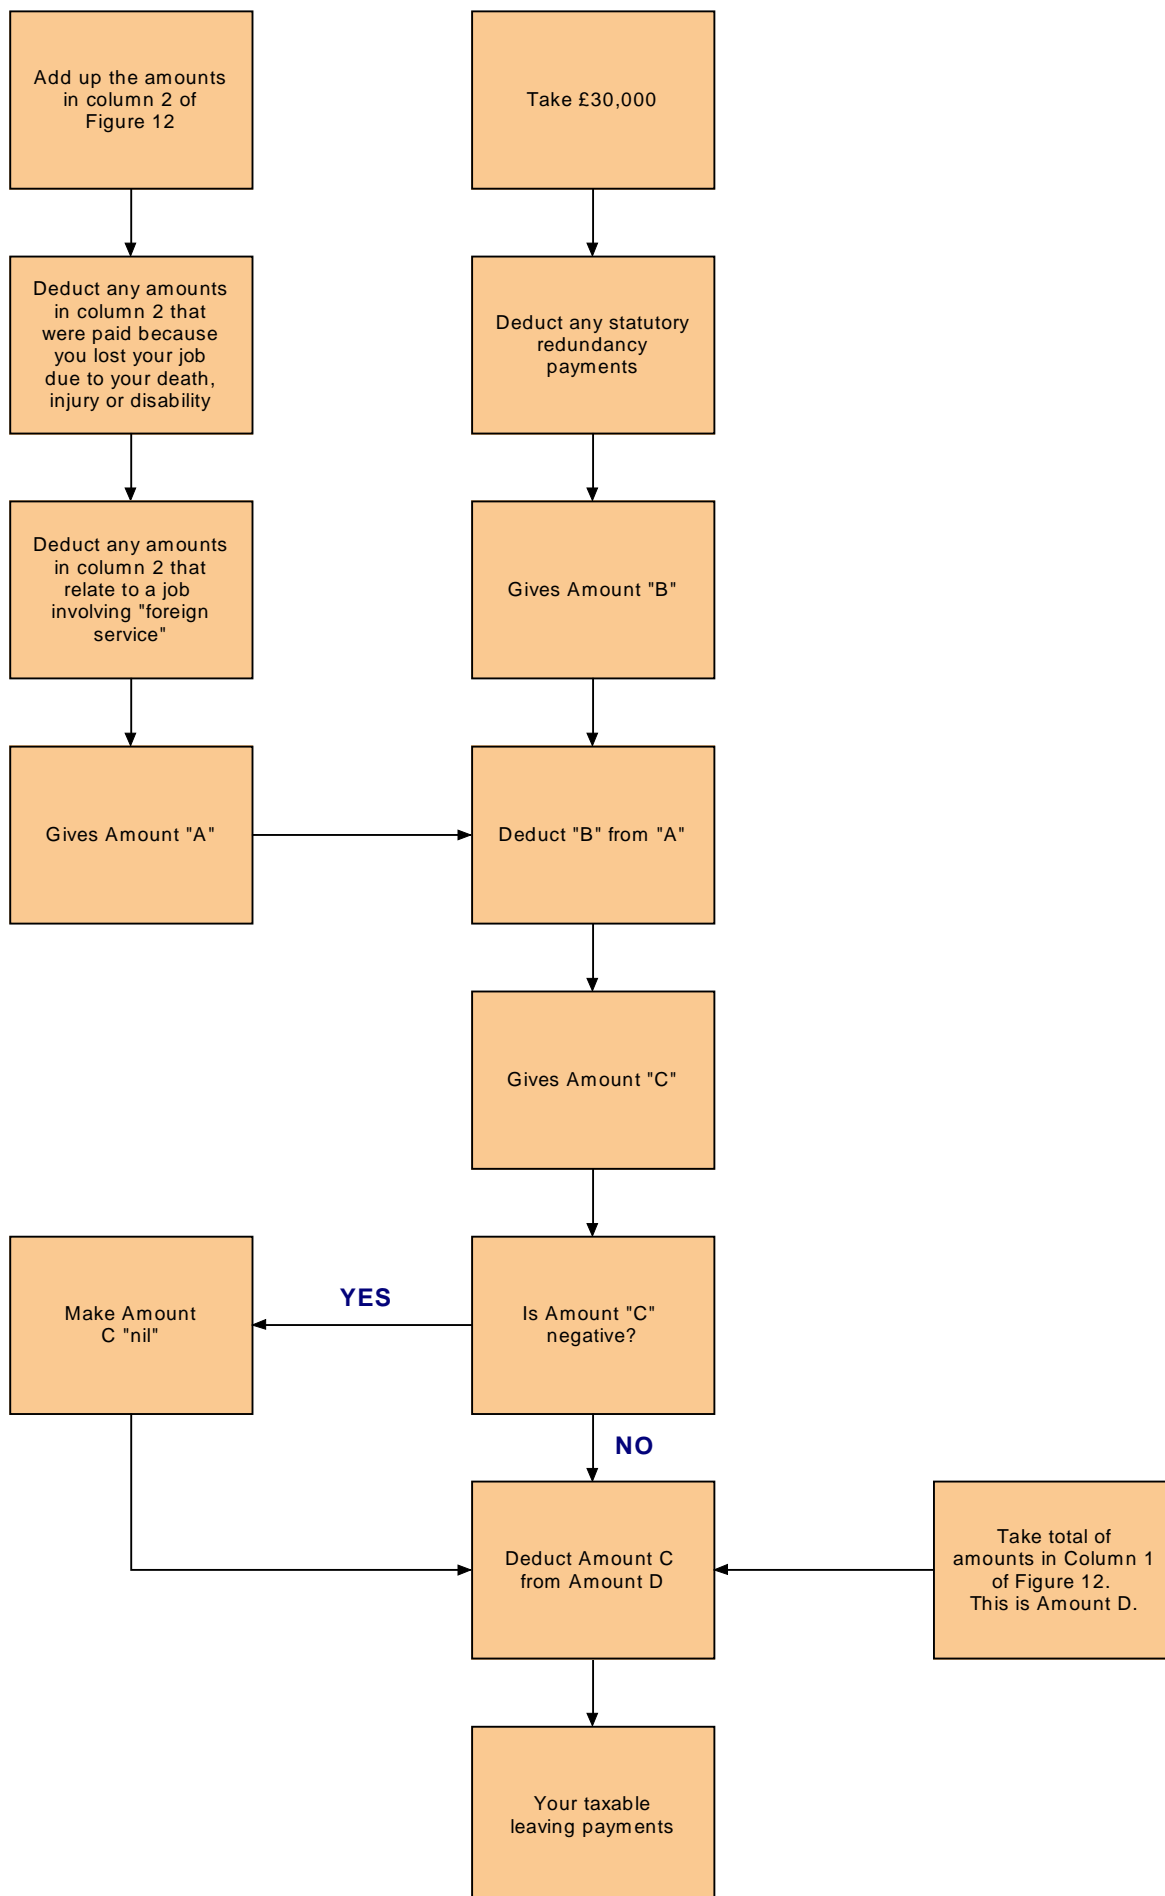 Add up the amounts
in column 2 of
Figure 12
Take £30,000
Deduct any amounts
in column 2 that
were paid because
you lost your job
due to your death,
injury or disability
Deduct any statutory
redundancy
payments
Deduct any amounts
in column 2 that
relate to a job
involving "foreign
service"
Gives Amount "B"
Gives Amount "A"
Deduct "B" from "A"
Gives Amount "C"
Make Amount
C "nil"
YES
Is Amount "C"
negative?
NO
Deduct Amount C
from Amount D
Take total of
amounts in Column 1
of Figure 12.
This is Amount D.
Your taxable
leaving payments